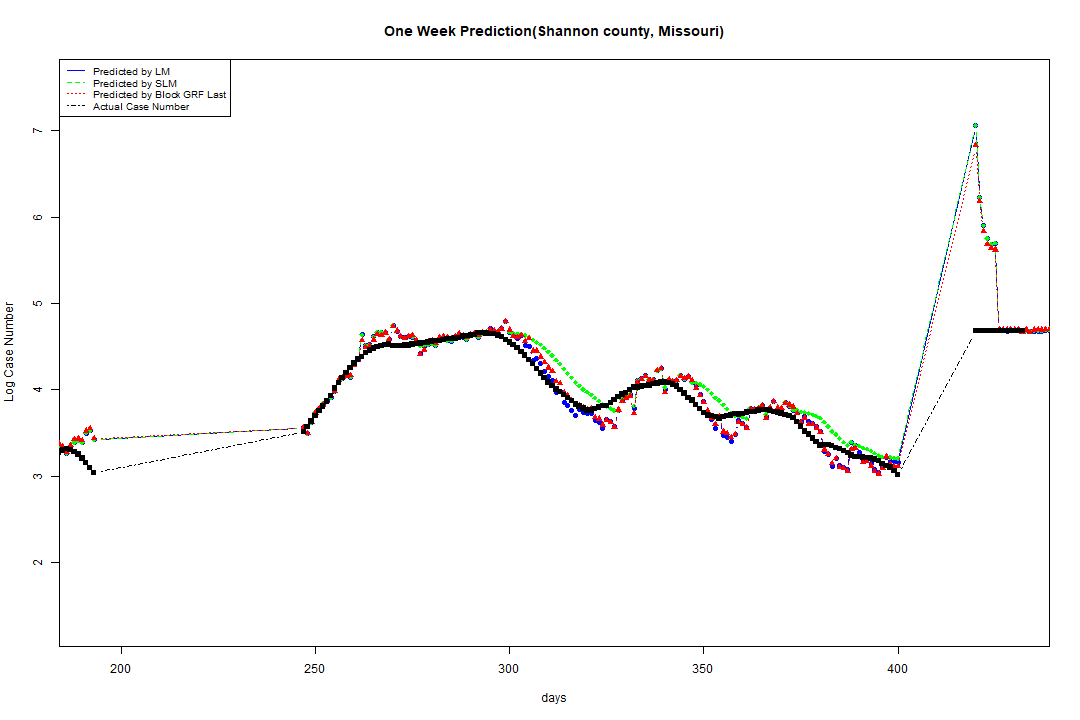 One Week Prediction(Shannon county, Missouri)
Predicted by LM
Predicted by SLM
Predicted by Block GRF Last
Actual Case Number
7
6
5
4
3
2
Log Case Number
200 250 300 350 400
days